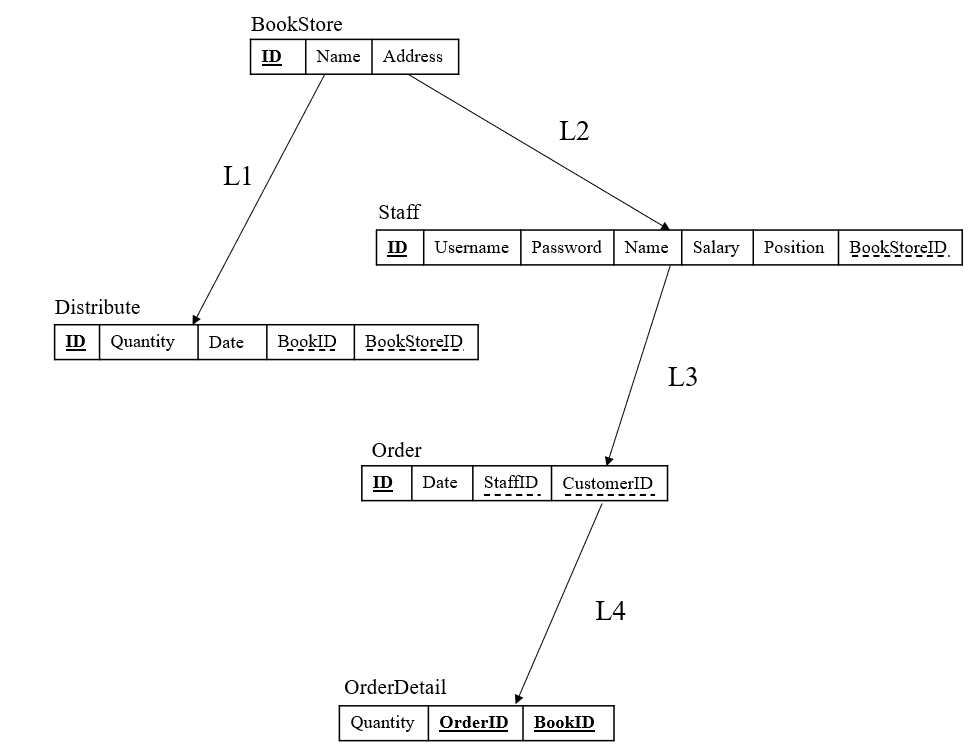 BookStore
ID Name Address
L2
L1
Staff
ID Username Password Name Salary Position BookStoreID
Distribute
ID Quantity Date BookID BookStoreID
L3
Order
ID Date StaffID CustomerID
L4
OrderDetail
Quantity OrderID BookID